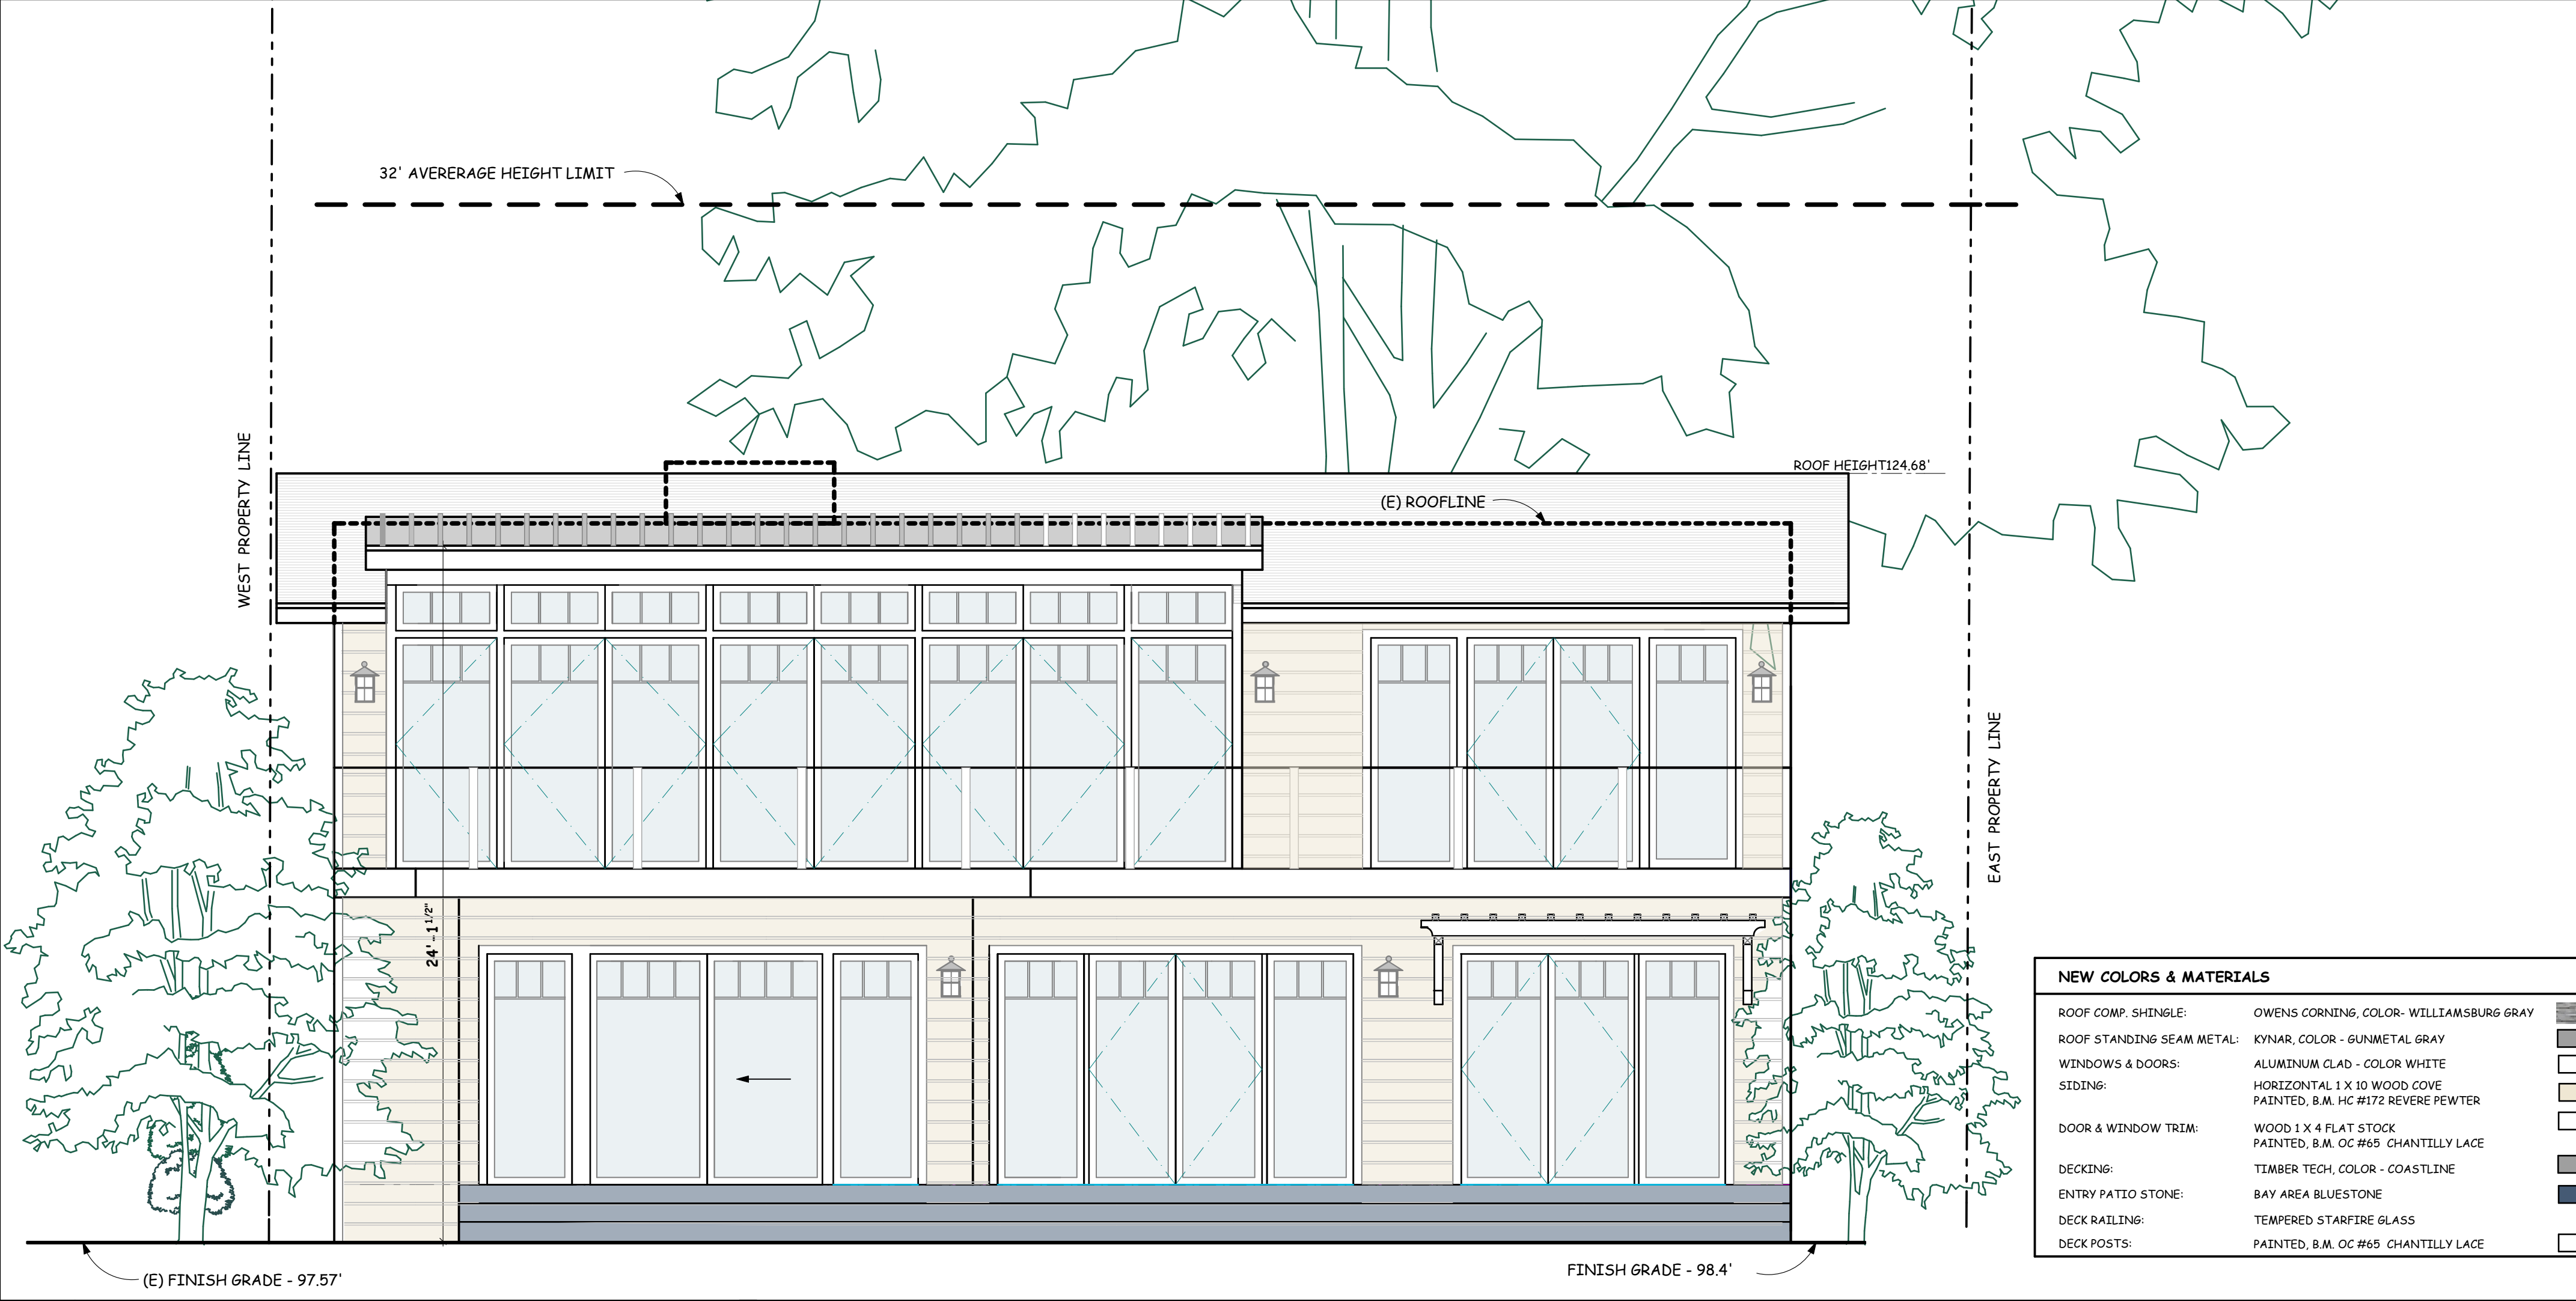 32' AVERERAGE HEIGHT LIMIT
WEST PROPERTY LINE
ROOF HEIGHT124.68'
(E) ROOFLINE
EAST PROPERTY LINE
24'-1 1/2"
(E) FINISH GRADE - 97.57'
FINISH GRADE - 98.4'
NEW COLORS & MATERIALS
ROOF COMP. SHINGLE: OWENS CORNING, COLOR- WILLIAMSBURG GRAY
ROOF STANDING SEAM METAL: KYNAR, COLOR - GUNMETAL GRAY
WINDOWS & DOORS: ALUMINUM CLAD - COLOR WHITE
SIDING: HORIZONTAL 1 X 10 WOOD COVE
PAINTED, B.M. HC #172 REVERE PEWTER
DOOR & WINDOW TRIM: WOOD 1 X 4 FLAT STOCK
PAINTED, B.M. OC #65 CHANTILLY LACE
DECKING: TIMBER TECH, COLOR - COASTLINE
ENTRY PATIO STONE: BAY AREA BLUESTONE
DECK RAILING: TEMPERED STARFIRE GLASS
DECK POSTS: PAINTED, B.M. OC #65 CHANTILLY LACE